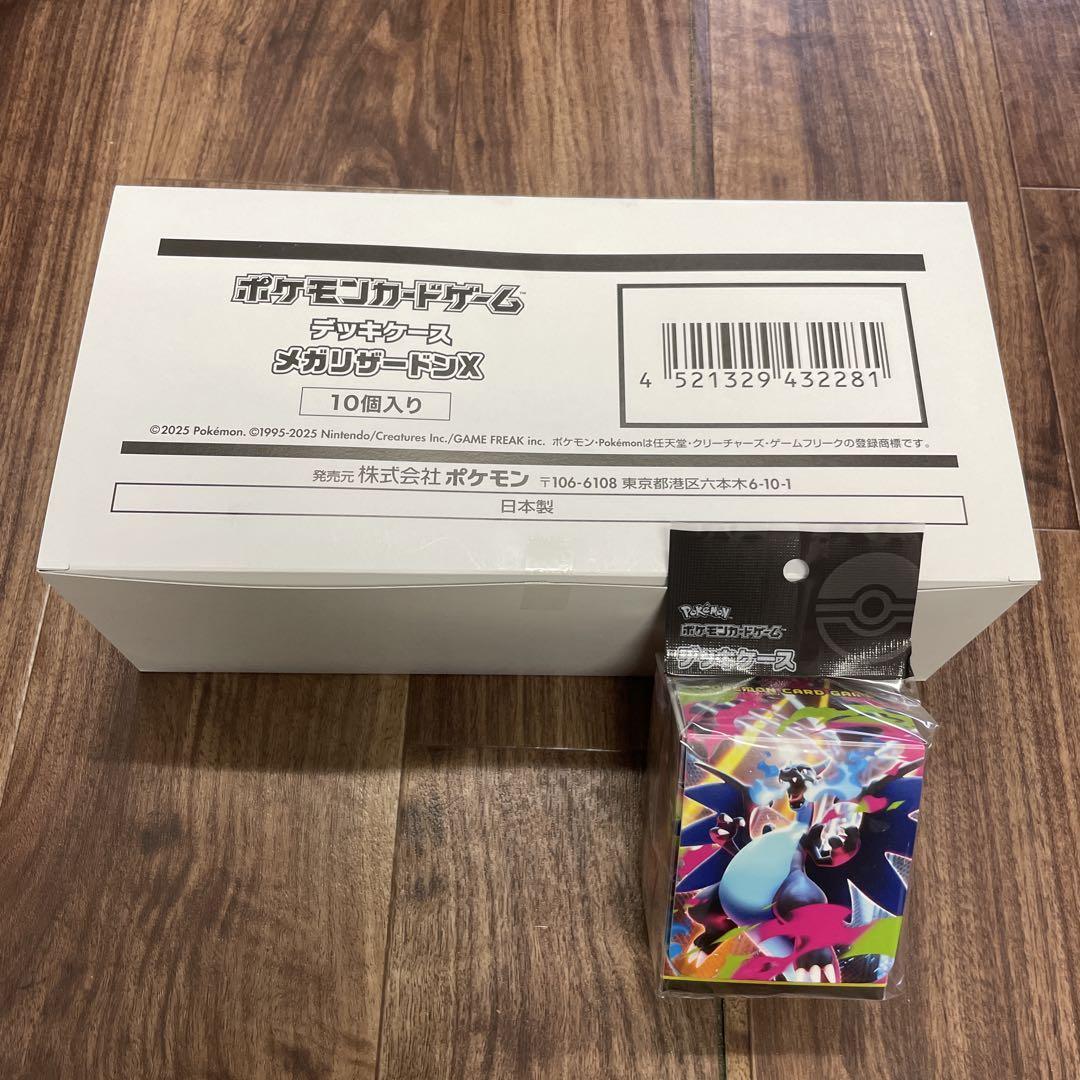 ポケモンカードゲーム™
デッキケース
メガリザードンX
10個入り
4 521329 432281
©2025 Pokémon. ©1995-2025 Nintendo/Creatures Inc./GAME FREAK inc. ポケモン・Pokémonは任天堂・クリーチャーズ・ゲームフリークの登録商標です。
発売元 株式会社 ポケモン 〒106-6108 東京都港区六本木6-10-1
日本製
POKéMON™
ポケモンカードゲーム™
デッキケース
CARD